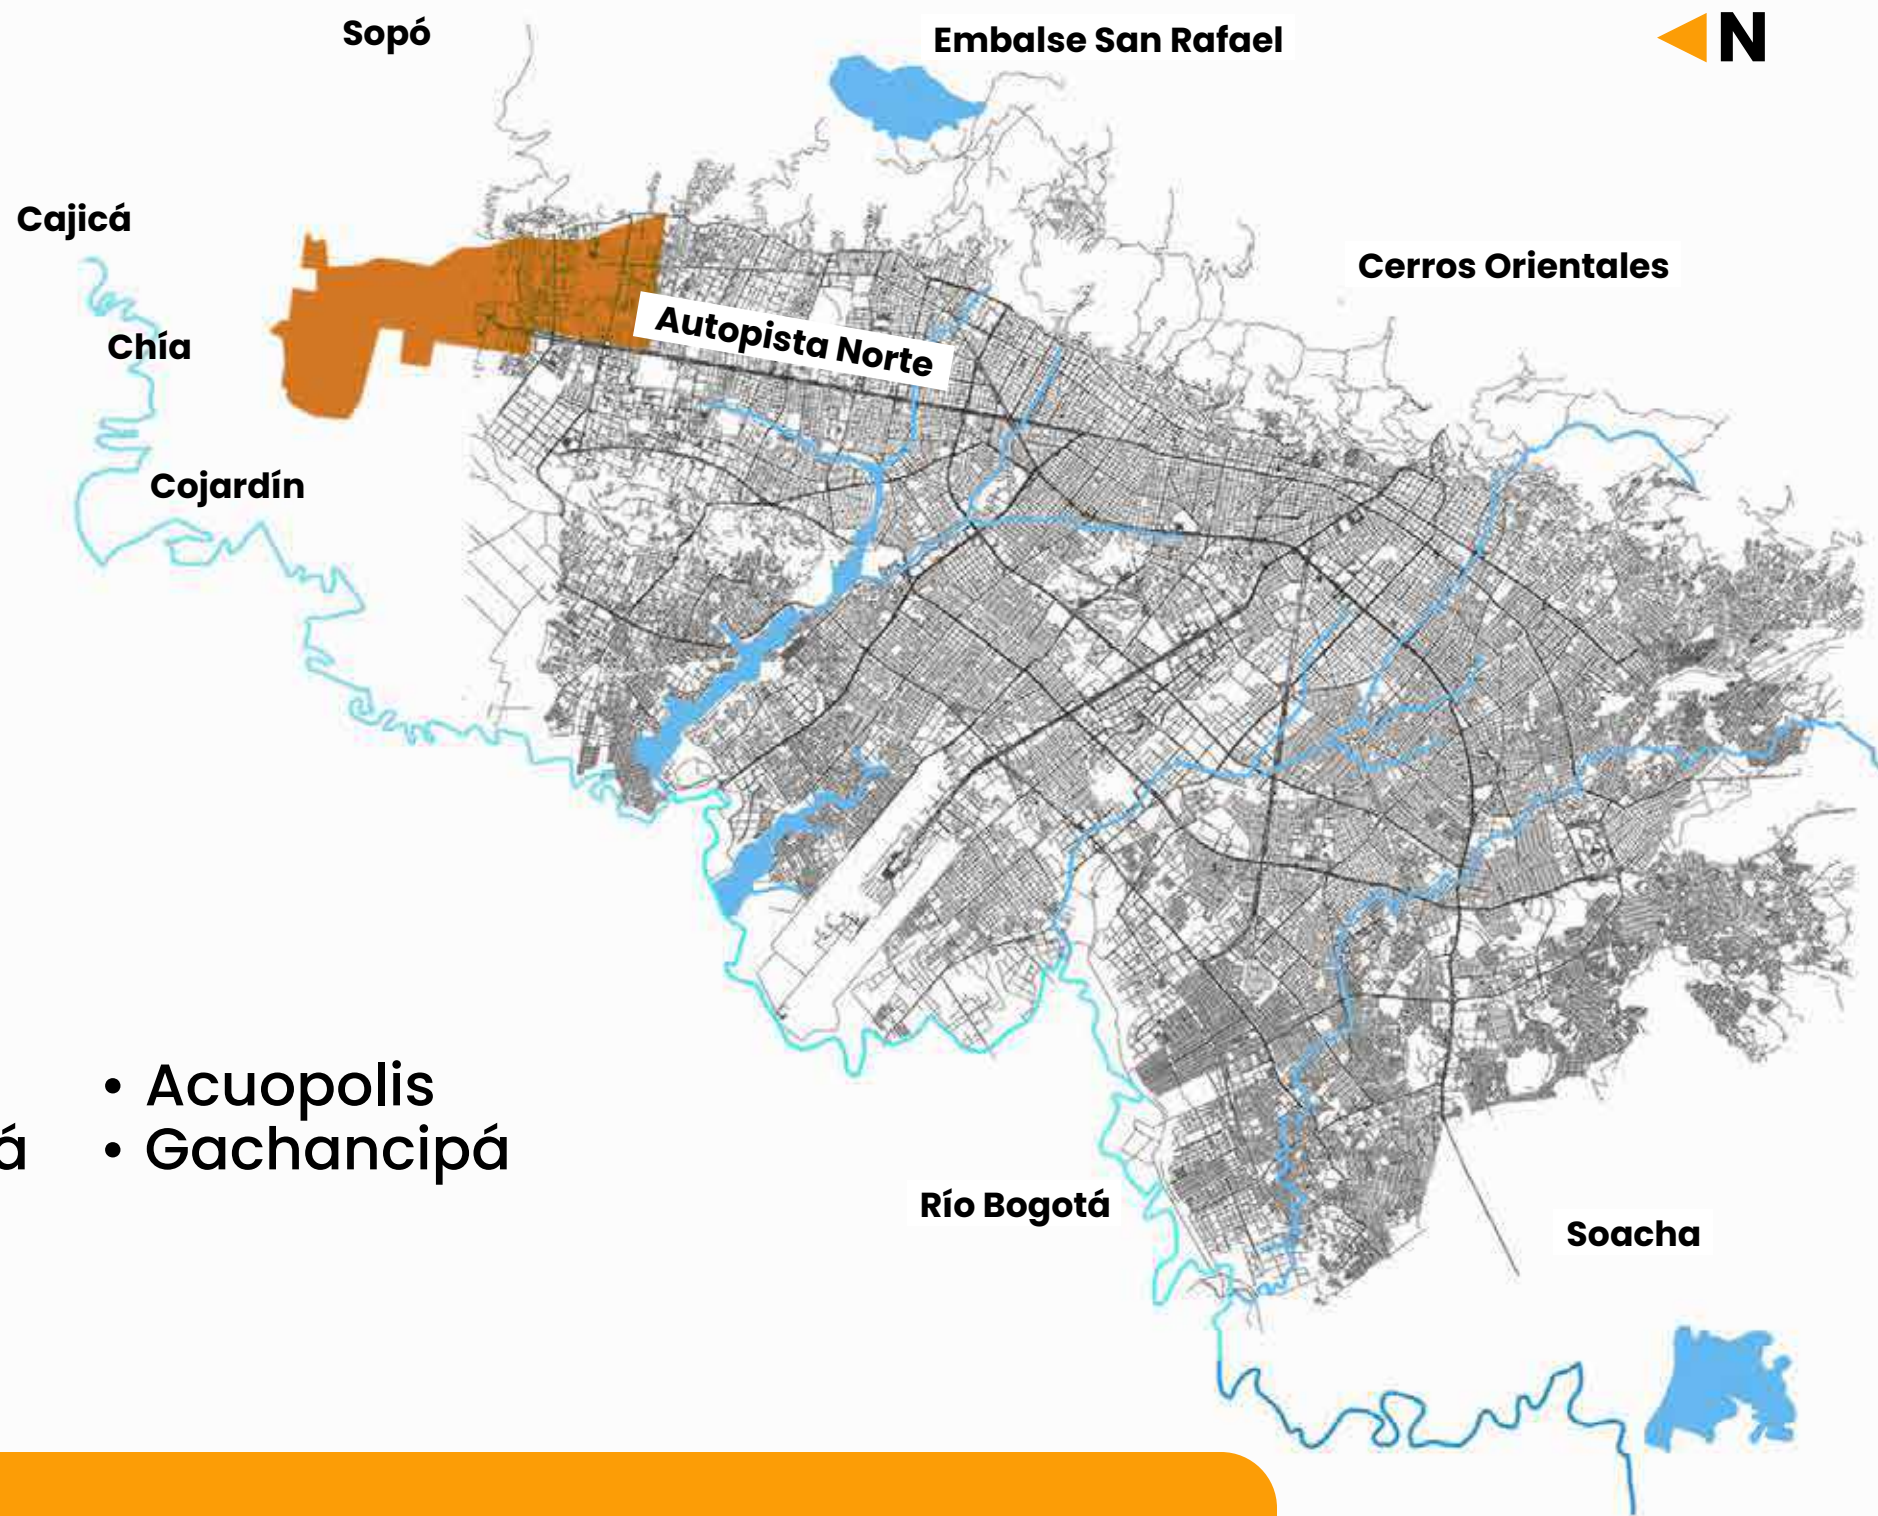 Sopó
Embalse San Rafael
N
Cajicá
Cerros Orientales
Chía
Autopista Norte
Cojardín
• Acuopolis
á
• Gachancipá
Río Bogotá
Soacha